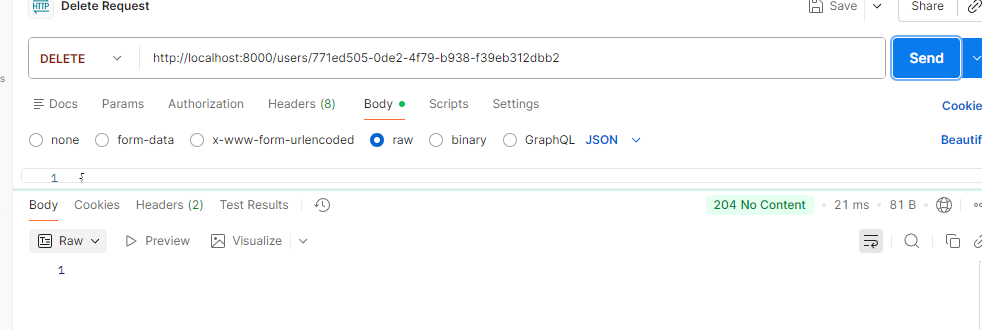 HTTP Delete Request Save Share
DELETE http://localhost:8000/users/771ed505-0de2-4f79-b938-f39eb312dbb2 Send
s
Docs Params Authorization Headers (8) Body Scripts Settings Cookie
none form-data x-www-form-urlencoded raw binary GraphQL JSON Beautif
1 {
Body Cookies Headers (2) Test Results 204 No Content • 21 ms • 81 B •
Raw Preview Visualize
1